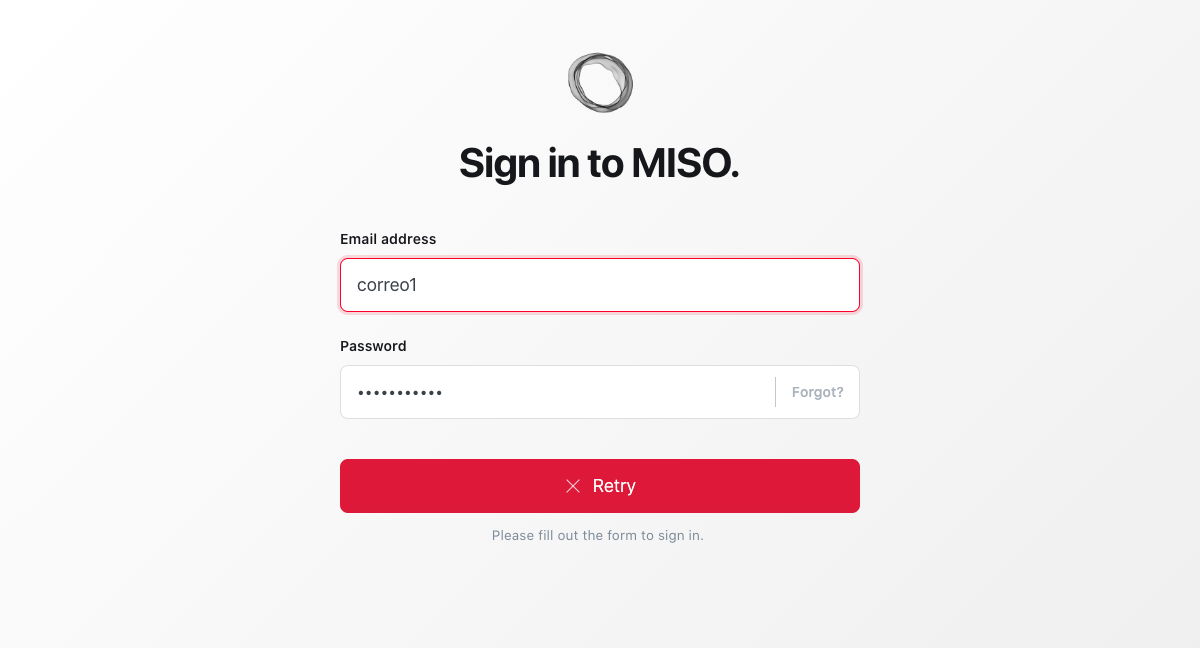 Sign in to MISO.
Email address
correo1
Password
•••••••••••
Forgot?
Retry
Please fill out the form to sign in.